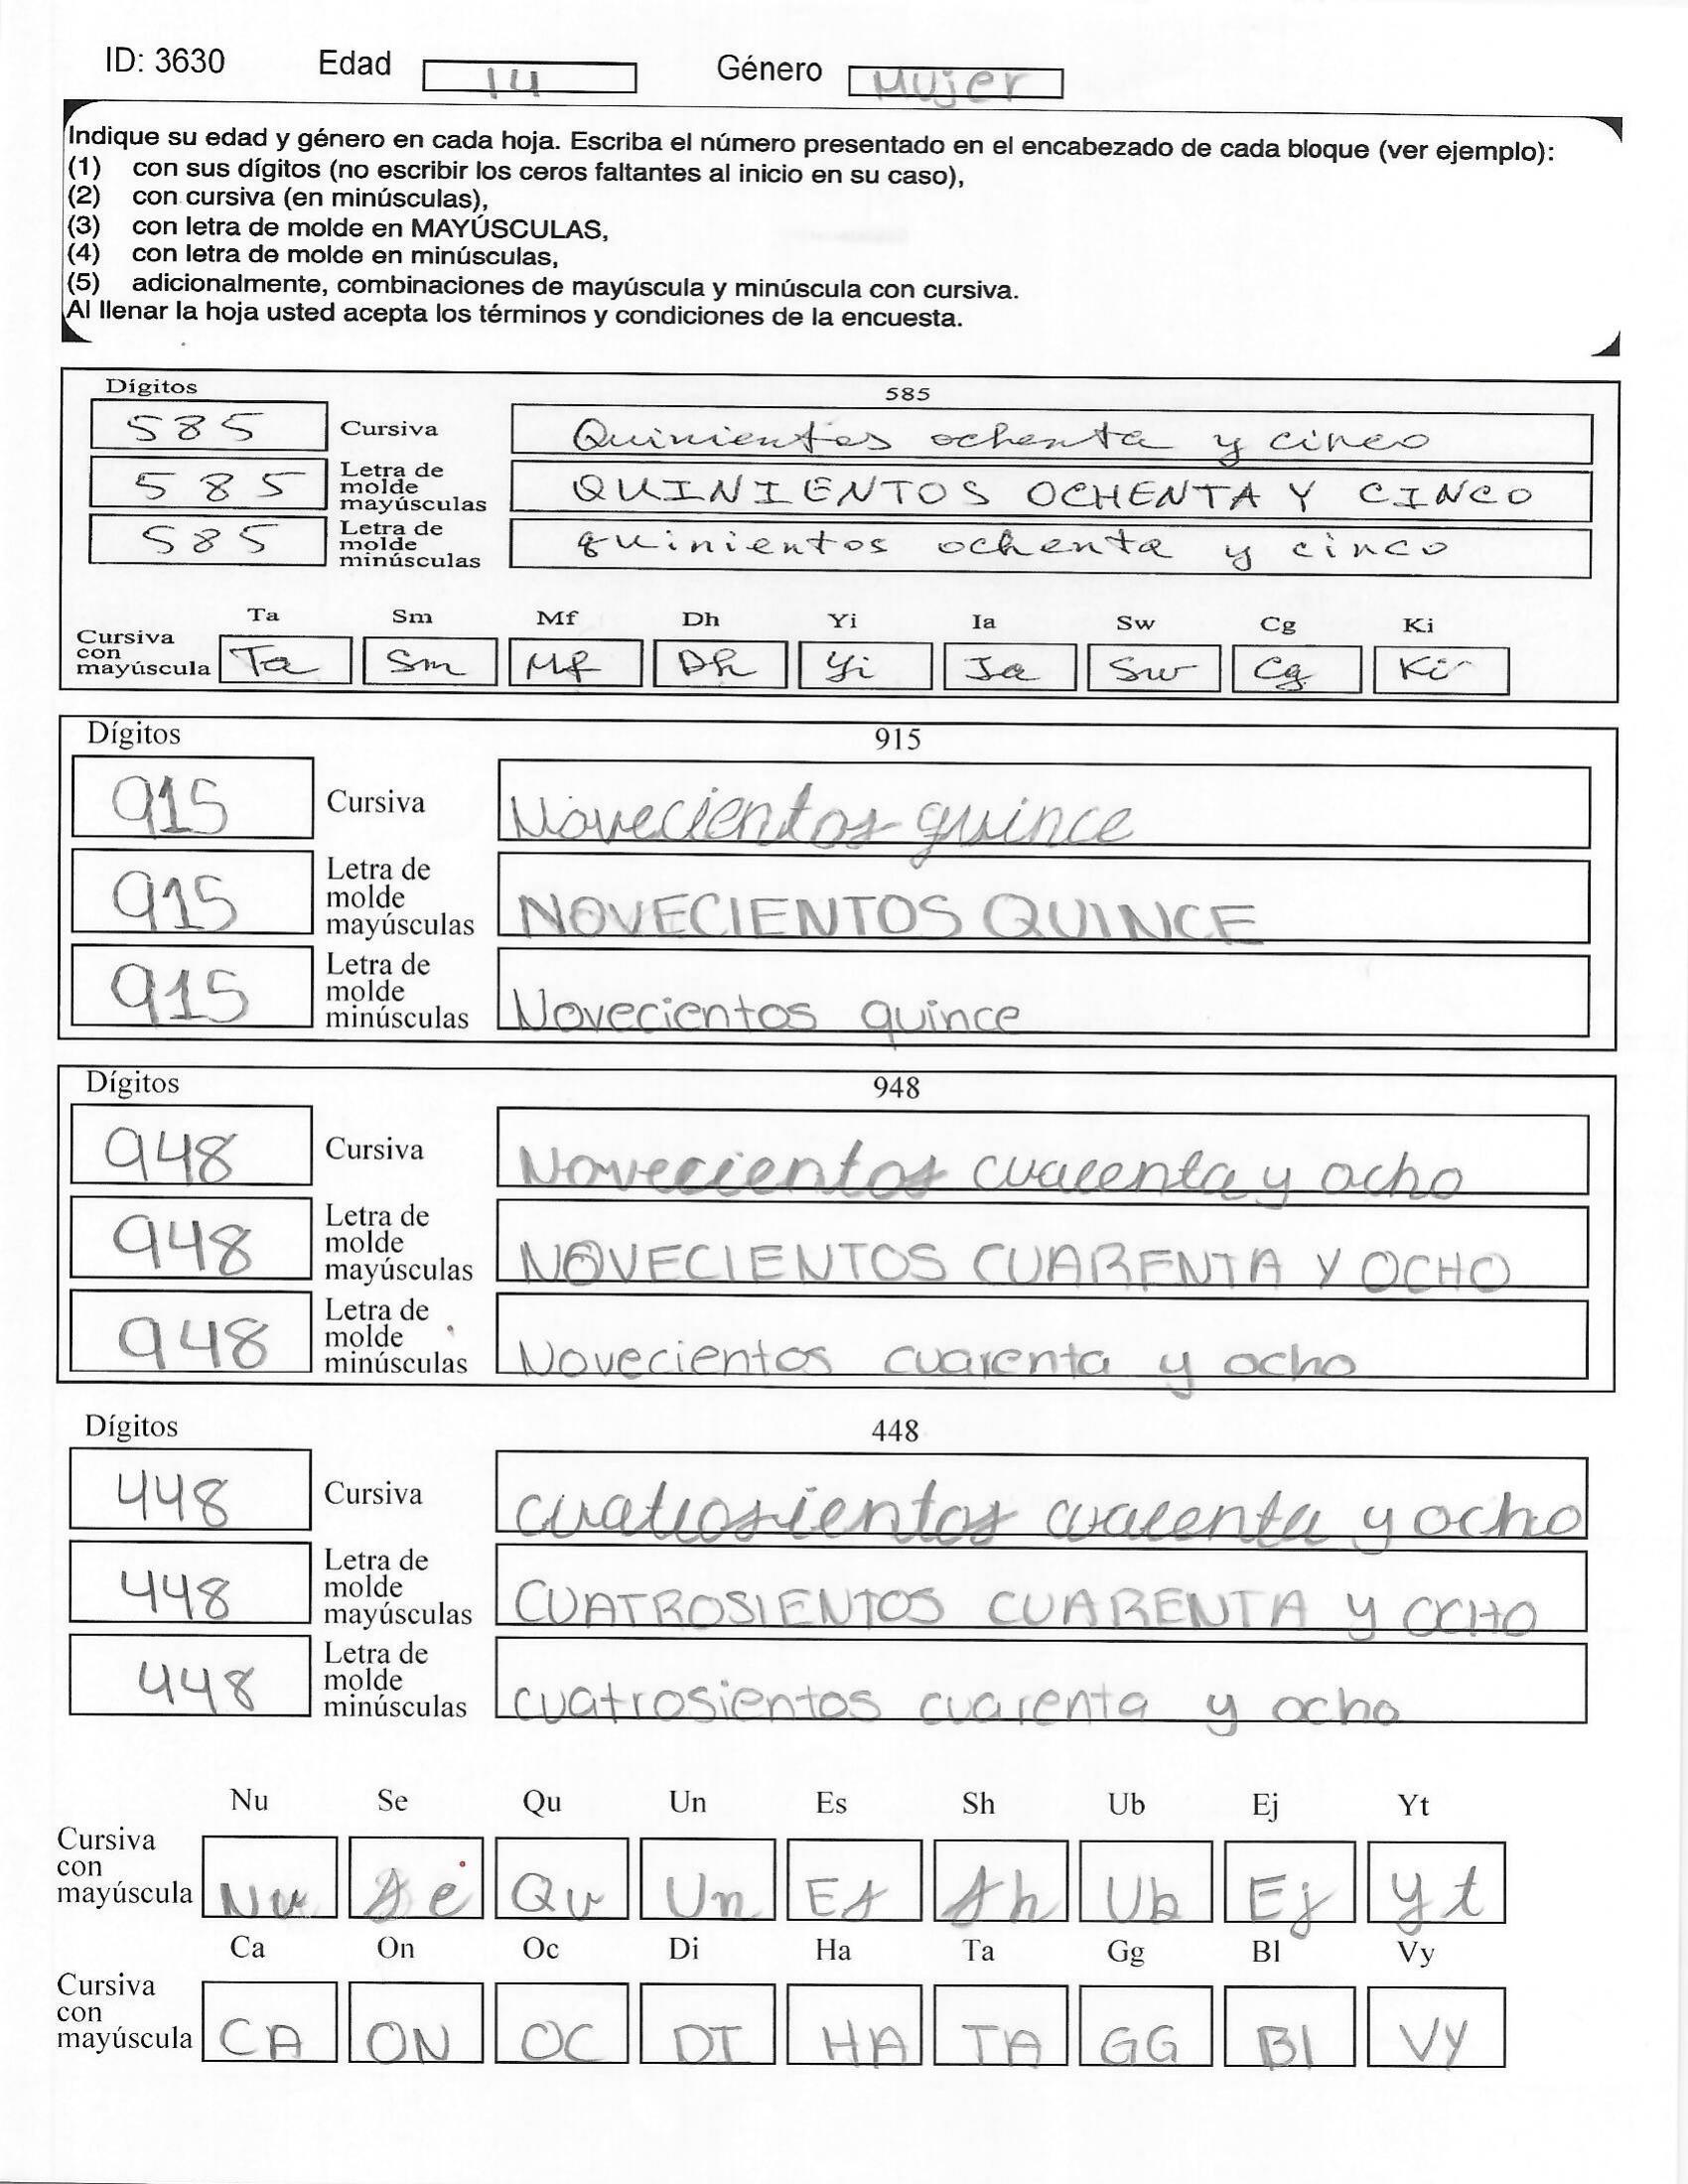 ID: 3630 Edad 14 Género Mujer
Indique su edad y género en cada hoja. Escriba el número presentado en el encabezado de cada bloque (ver ejemplo):
(1) con sus dígitos (no escribir los ceros faltantes al inicio en su caso),
(2) con cursiva (en minúsculas),
(3) con letra de molde en MAYÚSCULAS,
(4) con letra de molde en minúsculas,
(5) adicionalmente, combinaciones de mayúscula y minúscula con cursiva.
Al llenar la hoja usted acepta los términos y condiciones de la encuesta.
Dígitos 585
585 Cursiva Quinientos ochenta y cinco
585 Letra de molde mayúsculas QUINIENTOS OCHENTA Y CINCO
585 Letra de molde minúsculas quinientos ochenta y cinco
Ta Sm Mf Dh Yi Ia Sw Cg Ki
Cursiva con mayúscula Ta Sm Mf Dh Yi Ia Sw Cg Ki
Dígitos 915
915 Cursiva Novecientos quince
915 Letra de molde mayúsculas NOVECIENTOS QUINCE
915 Letra de molde minúsculas Novecientos quince
Dígitos 948
948 Cursiva Novecientos cuarenta y ocho
948 Letra de molde mayúsculas NOVECIENTOS CUARENTA Y OCHO
948 Letra de molde minúsculas Novecientos cuarenta y ocho
Dígitos 448
448 Cursiva cuatrosientos cuarenta y ocho
448 Letra de molde mayúsculas CUATROSIENTOS CUARENTA y OCHO
448 Letra de molde minúsculas cuatrosientos cuarenta y ocho
Nu Se Qu Un Es Sh Ub Ej Yt
Cursiva con mayúscula Nu Se Qu Un Es Sh Ub Ej Yt
Ca On Oc Di Ha Ta Gg Bl Vy
Cursiva con mayúscula CA ON OC DI HA TA GG Bl VY